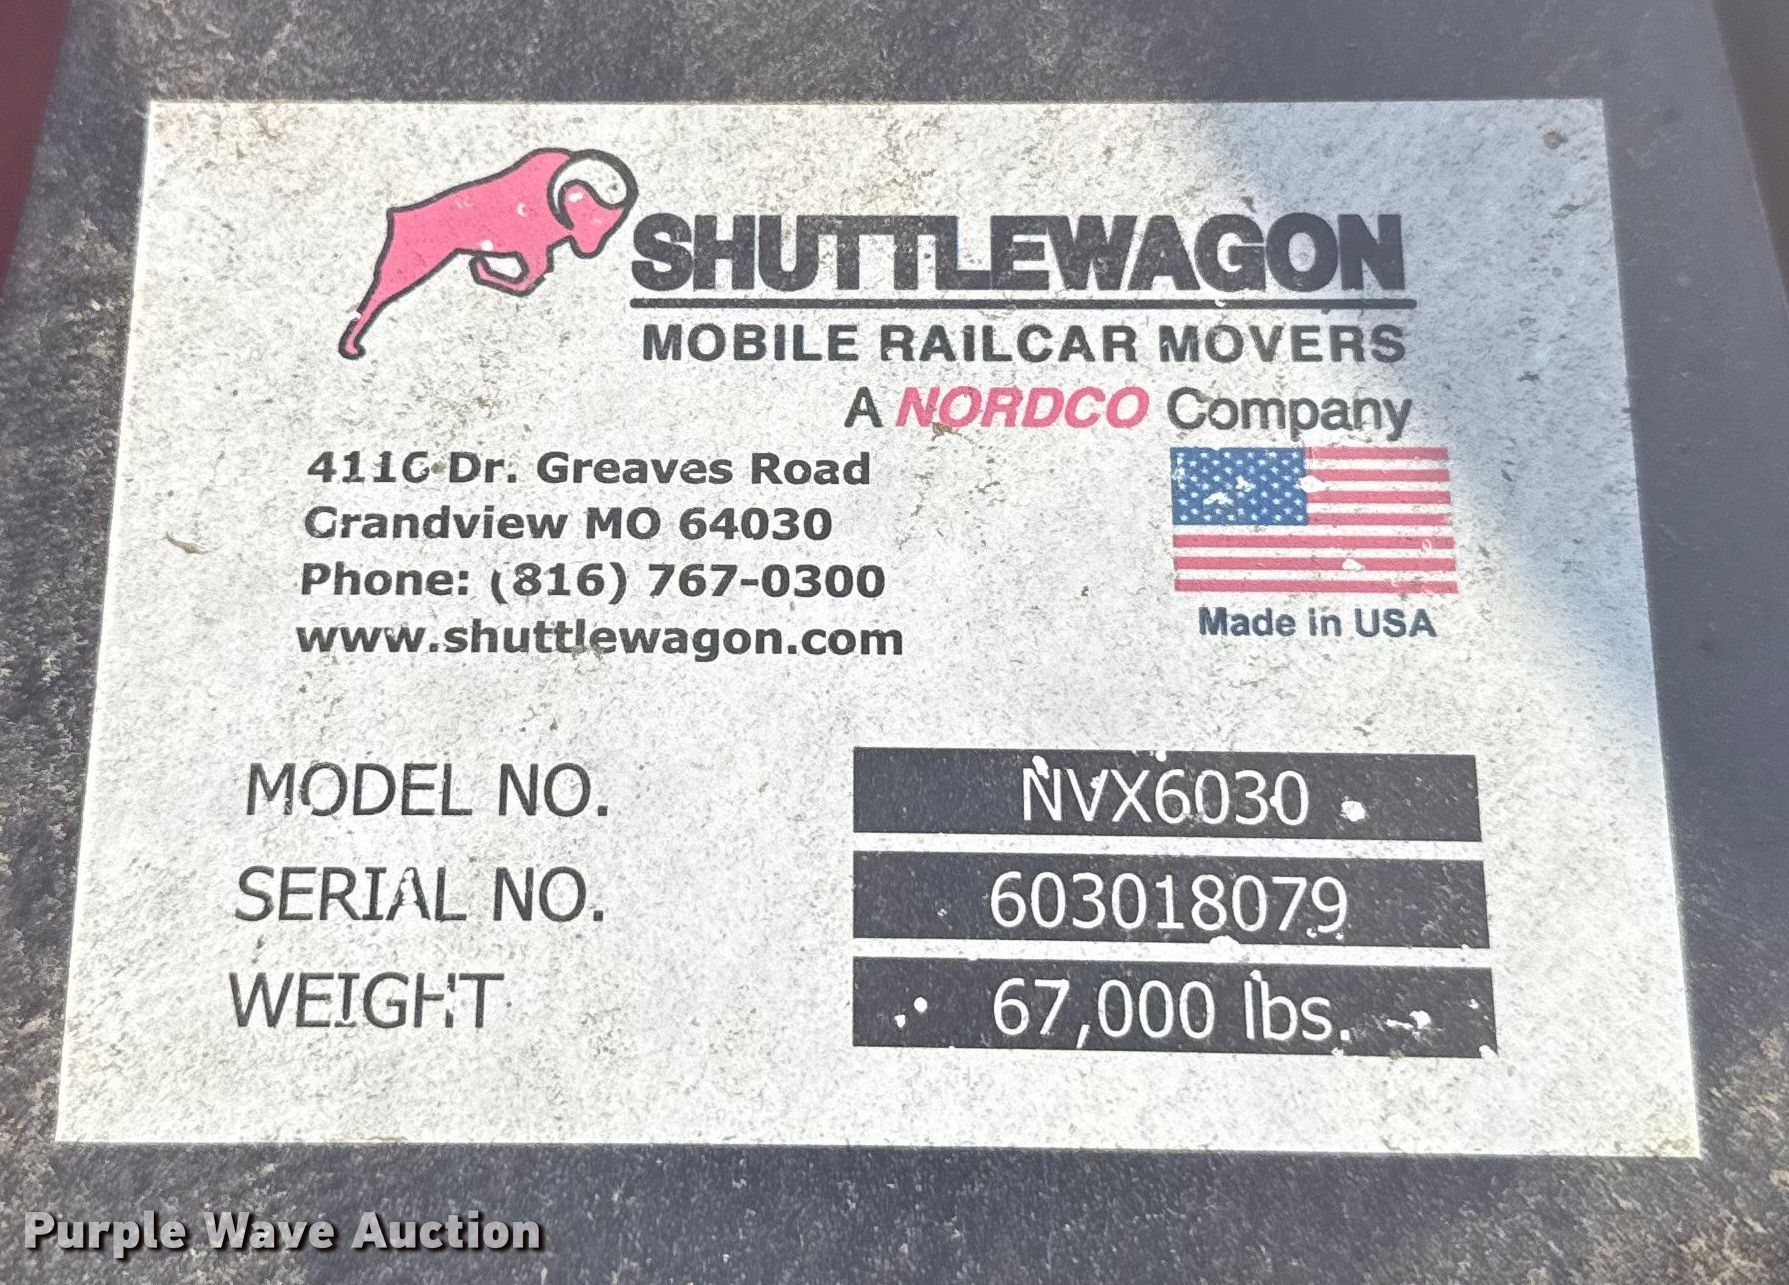 SHUTTLEWAGON
MOBILE RAILCAR MOVERS
A NORDCO Company
4116 Dr. Greaves Road
Grandview MO 64030
Phone: (816) 767-0300
www.shuttlewagon.com
Made in USA
MODEL NO. NVX6030
SERIAL NO. 603018079
WEIGHT 67,000 lbs.
Purple Wave Auction